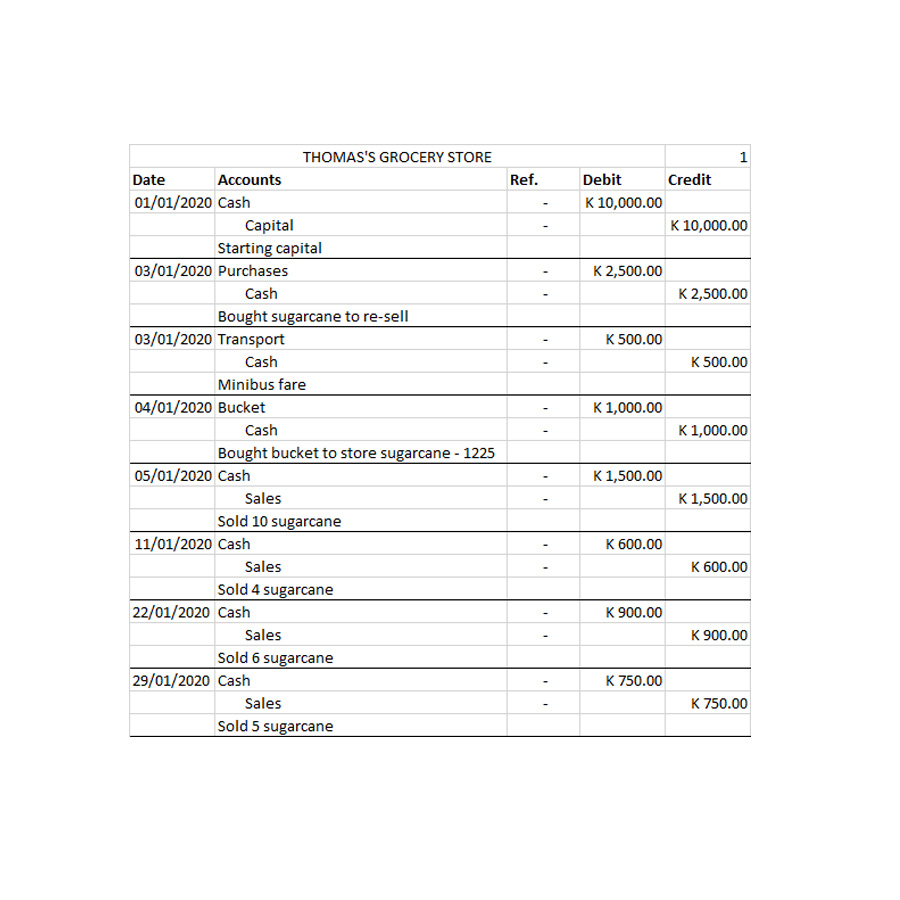 THOMAS'S GROCERY STORE 1
Date Accounts Ref. Debit Credit
01/01/2020 Cash - K 10,000.00
Capital - K 10,000.00
Starting capital
03/01/2020 Purchases - K 2,500.00
Cash - K 2,500.00
Bought sugarcane to re-sell
03/01/2020 Transport - K 500.00
Cash - K 500.00
Minibus fare
04/01/2020 Bucket - K 1,000.00
Cash - K 1,000.00
Bought bucket to store sugarcane - 1225
05/01/2020 Cash - K 1,500.00
Sales - K 1,500.00
Sold 10 sugarcane
11/01/2020 Cash - K 600.00
Sales - K 600.00
Sold 4 sugarcane
22/01/2020 Cash - K 900.00
Sales - K 900.00
Sold 6 sugarcane
29/01/2020 Cash - K 750.00
Sales - K 750.00
Sold 5 sugarcane